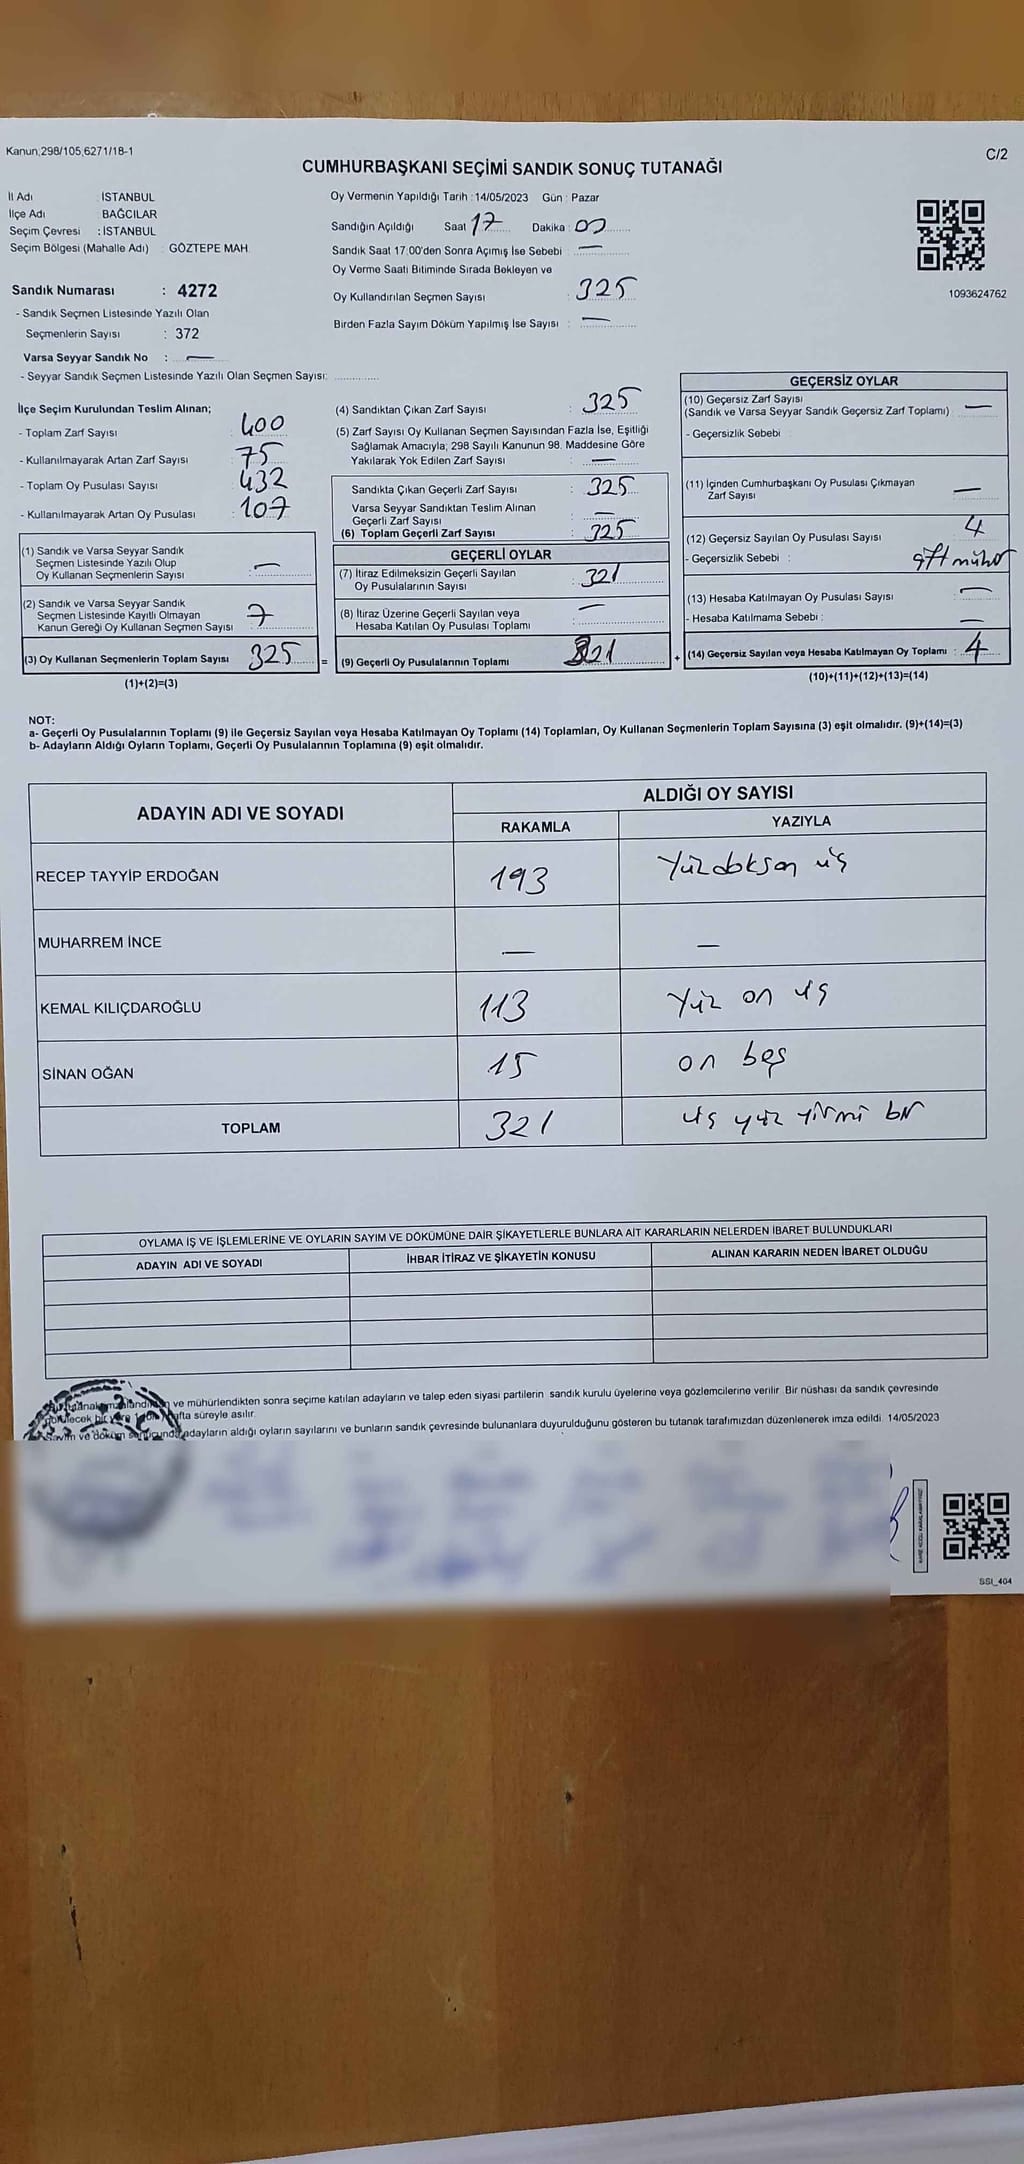 Kanun;298/105,6271/18-1
C/2
CUMHURBAŞKANI SEÇİMİ SANDIK SONUÇ TUTANAĞI
İl Adı : İSTANBUL
İlçe Adı : BAĞCILAR
Seçim Çevresi : İSTANBUL
Seçim Bölgesi (Mahalle Adı) : GÖZTEPE MAH.
Sandık Numarası : 4272
- Sandık Seçmen Listesinde Yazılı Olan
Seçmenlerin Sayısı : 372
Varsa Seyyar Sandık No : —
- Seyyar Sandık Seçmen Listesinde Yazılı Olan Seçmen Sayısı:
Oy Vermenin Yapıldığı Tarih : 14/05/2023 Gün : Pazar
Sandığın Açıldığı Saat 17 Dakika : 00
Sandık Saat 17:00'den Sonra Açımış İse Sebebi : —
Oy Verme Saati Bitiminde Sırada Bekleyen ve
Oy Kullandırılan Seçmen Sayısı : 325
Birden Fazla Sayım Döküm Yapılmış İse Sayısı : —
1093624762
İlçe Seçim Kurulundan Teslim Alınan;
- Toplam Zarf Sayısı : 400
- Kullanılmayarak Artan Zarf Sayısı : 75
- Toplam Oy Pusulası Sayısı : 432
- Kullanılmayarak Artan Oy Pusulası : 107
(1) Sandık ve Varsa Seyyar Sandık
Seçmen Listesinde Yazılı Olup
Oy Kullanan Seçmenlerin Sayısı : —
(2) Sandık ve Varsa Seyyar Sandık
Seçmen Listesinde Kayıtlı Olmayan
Kanun Gereği Oy Kullanan Seçmen Sayısı : 7
(3) Oy Kullanan Seçmenlerin Toplam Sayısı : 325 =
(1)+(2)=(3)
(4) Sandıktan Çıkan Zarf Sayısı : 325
(5) Zarf Sayısı Oy Kullanan Seçmen Sayısından Fazla İse, Eşitliği
Sağlamak Amacıyla; 298 Sayılı Kanunun 98. Maddesine Göre
Yakılarak Yok Edilen Zarf Sayısı : —
Sandıkta Çıkan Geçerli Zarf Sayısı : 325
Varsa Seyyar Sandıktan Teslim Alınan
Geçerli Zarf Sayısı : —
(6) Toplam Geçerli Zarf Sayısı : 325
GEÇERLİ OYLAR
(7) İtiraz Edilmeksizin Geçerli Sayılan
Oy Pusulalarının Sayısı : 321
(8) İtiraz Üzerine Geçerli Sayılan veya
Hesaba Katılan Oy Pusulası Toplamı : —
(9) Geçerli Oy Pusulalarının Toplamı : 321 +
GEÇERSİZ OYLAR
(10) Geçersiz Zarf Sayısı
(Sandık ve Varsa Seyyar Sandık Geçersiz Zarf Toplamı) : —
- Geçersizlik Sebebi :
(11) İçinden Cumhurbaşkanı Oy Pusulası Çıkmayan
Zarf Sayısı : —
(12) Geçersiz Sayılan Oy Pusulası Sayısı : 4
- Geçersizlik Sebebi : çift mühür
(13) Hesaba Katılmayan Oy Pusulası Sayısı : —
- Hesaba Katılmama Sebebi : —
(14) Geçersiz Sayılan veya Hesaba Katılmayan Oy Toplamı : 4
(10)+(11)+(12)+(13)=(14)
NOT:
a- Geçerli Oy Pusulalarının Toplamı (9) ile Geçersiz Sayılan veya Hesaba Katılmayan Oy Toplamı (14) Toplamları, Oy Kullanan Seçmenlerin Toplam Sayısına (3) eşit olmalıdır. (9)+(14)=(3)
b- Adayların Aldığı Oyların Toplamı, Geçerli Oy Pusulalarının Toplamına (9) eşit olmalıdır.
ADAYIN ADI VE SOYADI ALDIĞI OY SAYISI
RAKAMLA YAZIYLA
RECEP TAYYİP ERDOĞAN 193 Yüzdoksan üç
MUHARREM İNCE — —
KEMAL KILIÇDAROĞLU 113 Yüz on üç
SİNAN OĞAN 15 on beş
TOPLAM 321 üç yüz yirmi bir
OYLAMA İŞ VE İŞLEMLERİNE VE OYLARIN SAYIM VE DÖKÜMÜNE DAİR ŞİKAYETLERLE BUNLARA AİT KARARLARIN NELERDEN İBARET BULUNDUKLARI
ADAYIN ADI VE SOYADI İHBAR İTİRAZ VE ŞİKAYETİN KONUSU ALINAN KARARIN NEDEN İBARET OLDUĞU
ve mühürlendikten sonra seçime katılan adayların ve talep eden siyasi partilerin sandık kurulu üyelerine veya gözlemcilerine verilir. Bir nüshası da sandık çevresinde
hafta süreyle asılır.
Sayım ve döküm sonucunda adayların aldığı oyların sayılarını ve bunların sandık çevresinde bulunanlara duyurulduğunu gösteren bu tutanak tarafımızdan düzenlenerek imza edildi. 14/05/2023
SSI_404